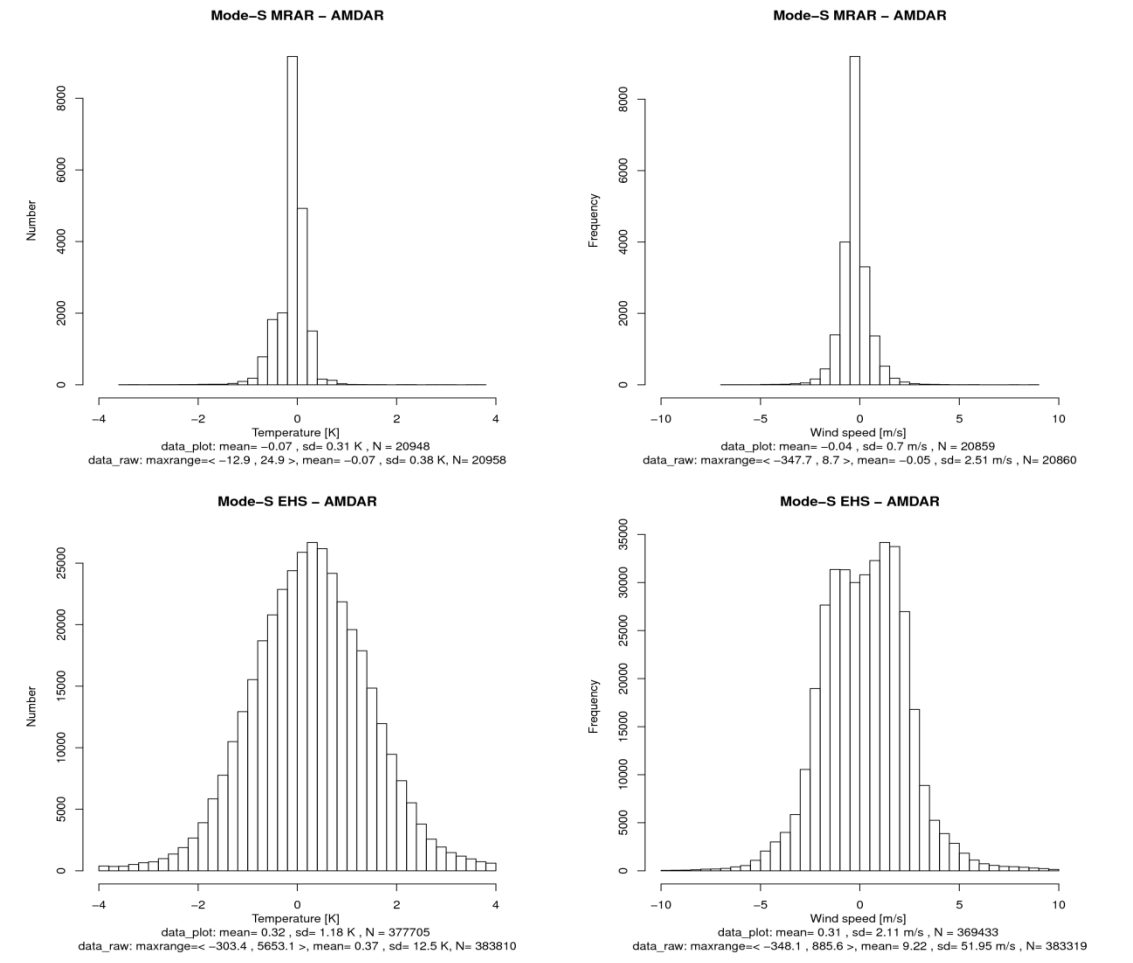 Mode−S MRAR − AMDAR
Number
0 2000 4000 6000 8000
−4 −2 0 2 4
Temperature [K]
data_plot: mean= −0.07 , sd= 0.31 K , N = 20948
data_raw: maxrange=< −12.9 , 24.9 >, mean= −0.07 , sd= 0.38 K, N= 20958
Mode−S MRAR − AMDAR
Frequency
0 2000 4000 6000 8000
−10 −5 0 5 10
Wind speed [m/s]
data_plot: mean= −0.04 , sd= 0.7 m/s , N = 20859
data_raw: maxrange=< −347.7 , 8.7 >, mean= −0.05 , sd= 2.51 m/s , N= 20860
Mode−S EHS − AMDAR
Number
0 5000 10000 15000 20000 25000
−4 −2 0 2 4
Temperature [K]
data_plot: mean= 0.32 , sd= 1.18 K , N = 377705
data_raw: maxrange=< −303.4 , 5653.1 >, mean= 0.37 , sd= 12.5 K, N= 383810
Mode−S EHS − AMDAR
Frequency
0 5000 10000 15000 20000 25000 30000 35000
−10 −5 0 5 10
Wind speed [m/s]
data_plot: mean= 0.31 , sd= 2.11 m/s , N = 369433
data_raw: maxrange=< −348.1 , 885.6 >, mean= 9.22 , sd= 51.95 m/s , N= 383319